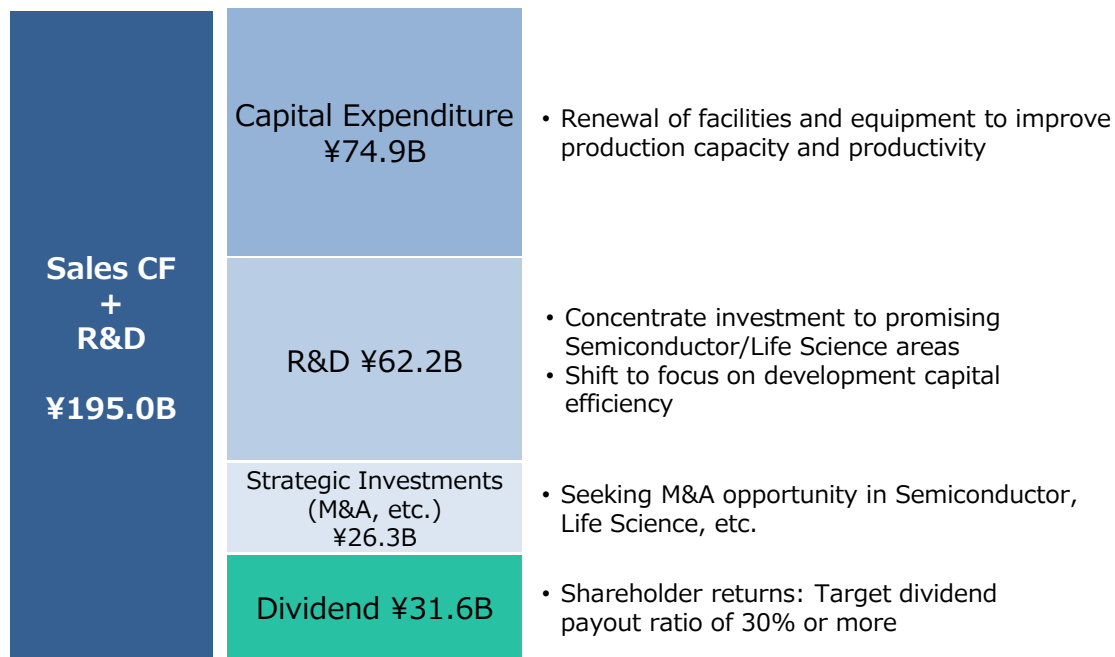 Sales CF
+
R&D
¥195.0B
Capital Expenditure
¥74.9B
• Renewal of facilities and equipment to improve
production capacity and productivity
R&D ¥62.2B
• Concentrate investment to promising
Semiconductor/Life Science areas
• Shift to focus on development capital
efficiency
Strategic Investments
(M&A, etc.)
¥26.3B
• Seeking M&A opportunity in Semiconductor,
Life Science, etc.
Dividend ¥31.6B
• Shareholder returns: Target dividend
payout ratio of 30% or more